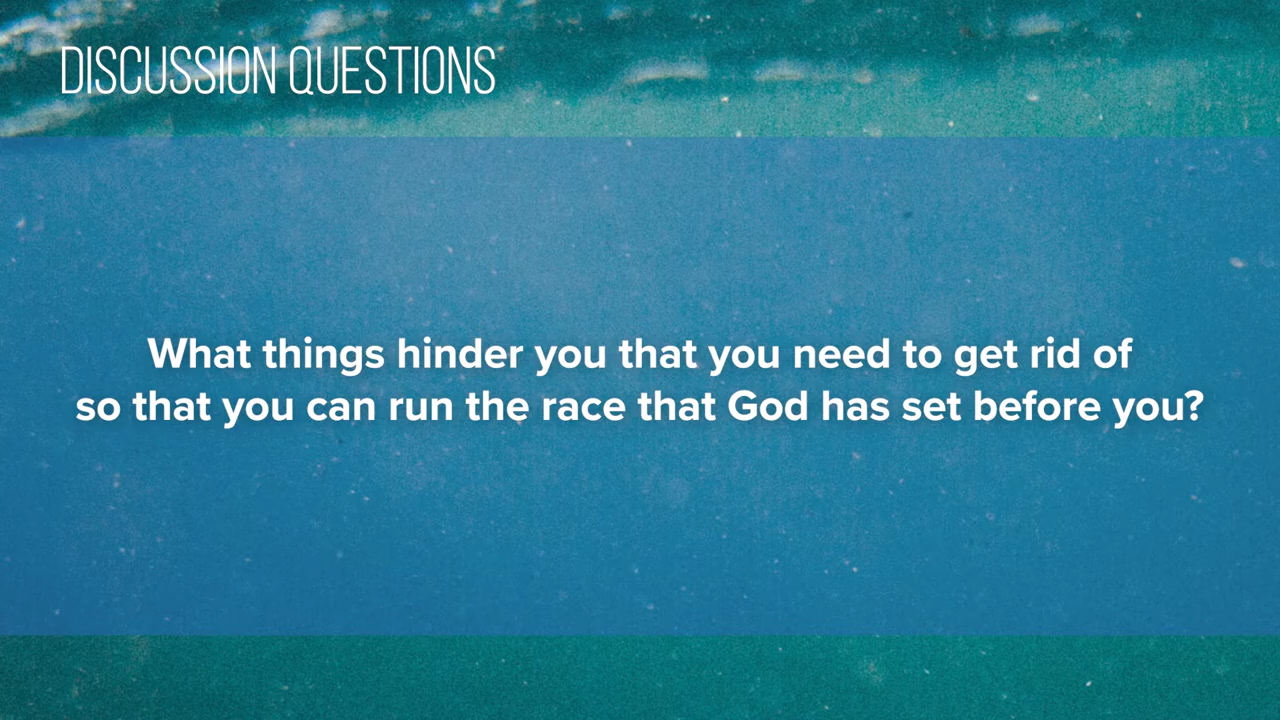 DISCUSSION QUESTIONS
What things hinder you that you need to get rid of
so that you can run the race that God has set before you?